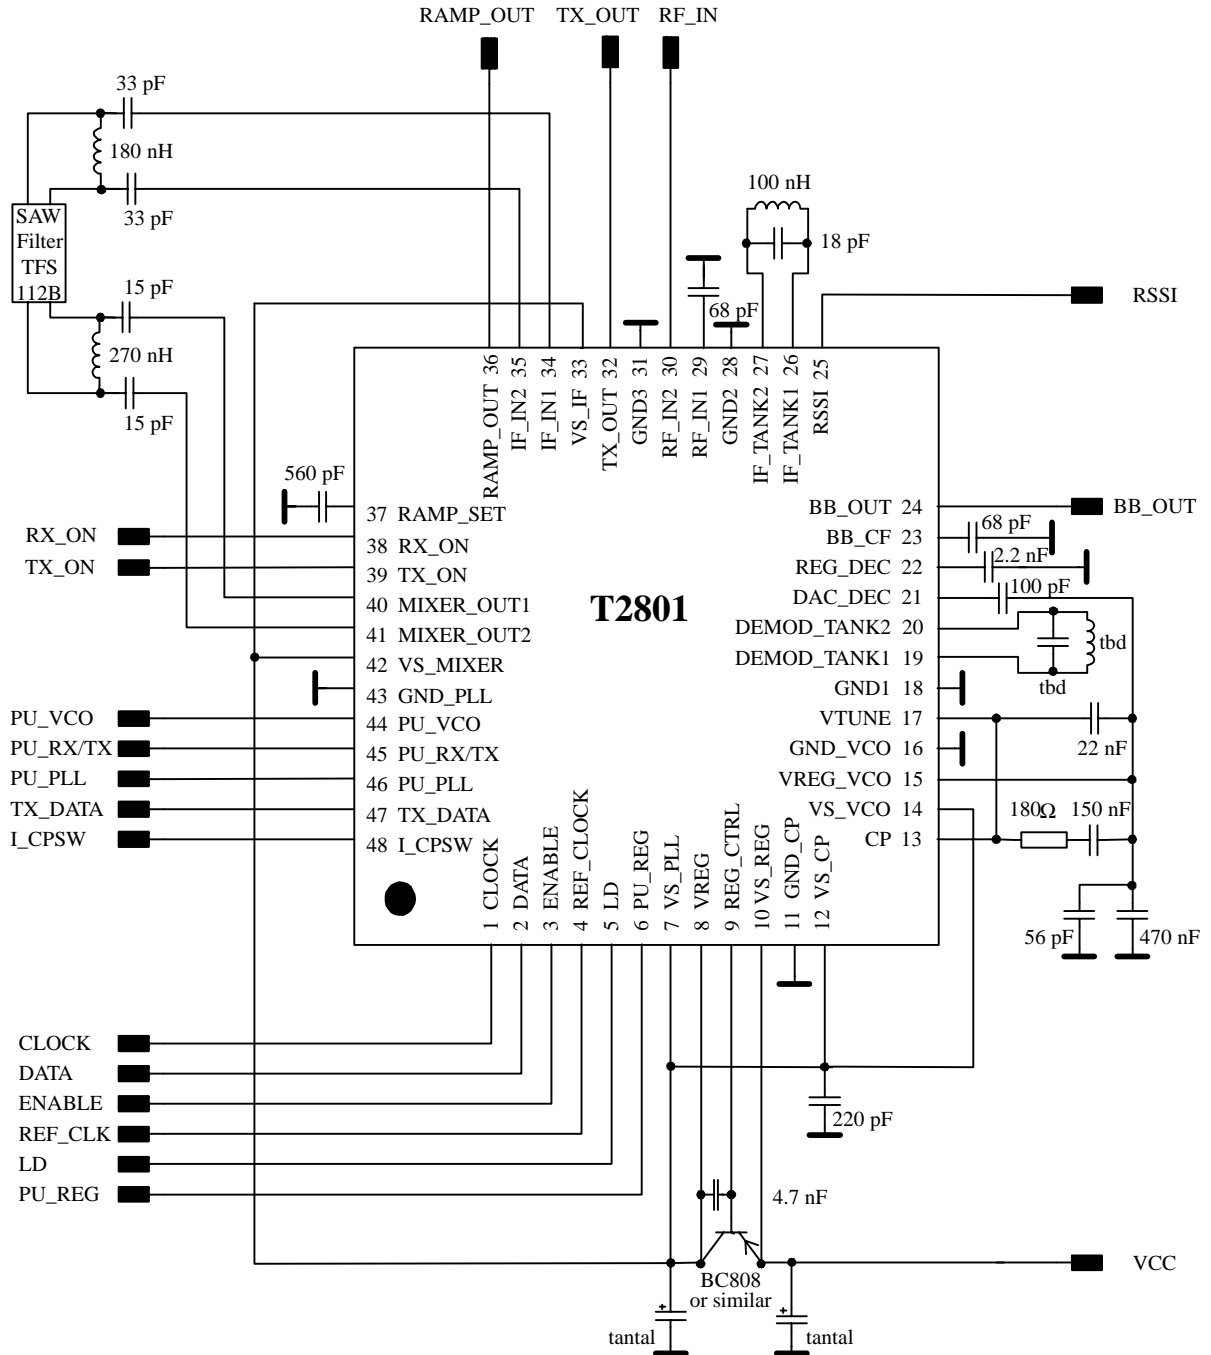 RAMP_OUT TX_OUT RF_IN
33 pF
180 nH
33 pF
SAW
Filter
TFS
112B
15 pF
270 nH
15 pF
100 nH
18 pF
68 pF
RSSI
RAMP_OUT 36
IF_IN2 35
IF_IN1 34
VS_IF 33
TX_OUT 32
GND3 31
RF_IN2 30
RF_IN1 29
GND2 28
IF_TANK2 27
IF_TANK1 26
RSSI 25
560 pF
RX_ON
TX_ON
PU_VCO
PU_RX/TX
PU_PLL
TX_DATA
I_CPSW
37 RAMP_SET
38 RX_ON
39 TX_ON
40 MIXER_OUT1
41 MIXER_OUT2
42 VS_MIXER
43 GND_PLL
44 PU_VCO
45 PU_RX/TX
46 PU_PLL
47 TX_DATA
48 I_CPSW
T2801
BB_OUT 24
BB_CF 23
REG_DEC 22
DAC_DEC 21
DEMOD_TANK2 20
DEMOD_TANK1 19
GND1 18
VTUNE 17
GND_VCO 16
VREG_VCO 15
VS_VCO 14
CP 13
BB_OUT
68 pF
2.2 nF
100 pF
tbd
tbd
22 nF
180Ω 150 nF
56 pF
470 nF
1 CLOCK
2 DATA
3 ENABLE
4 REF_CLOCK
5 LD
6 PU_REG
7 VS_PLL
8 VREG
9 REG_CTRL
10 VS_REG
11 GND_CP
12 VS_CP
CLOCK
DATA
ENABLE
REF_CLK
LD
PU_REG
220 pF
4.7 nF
VCC
BC808
or similar
+
tantal
+
tantal